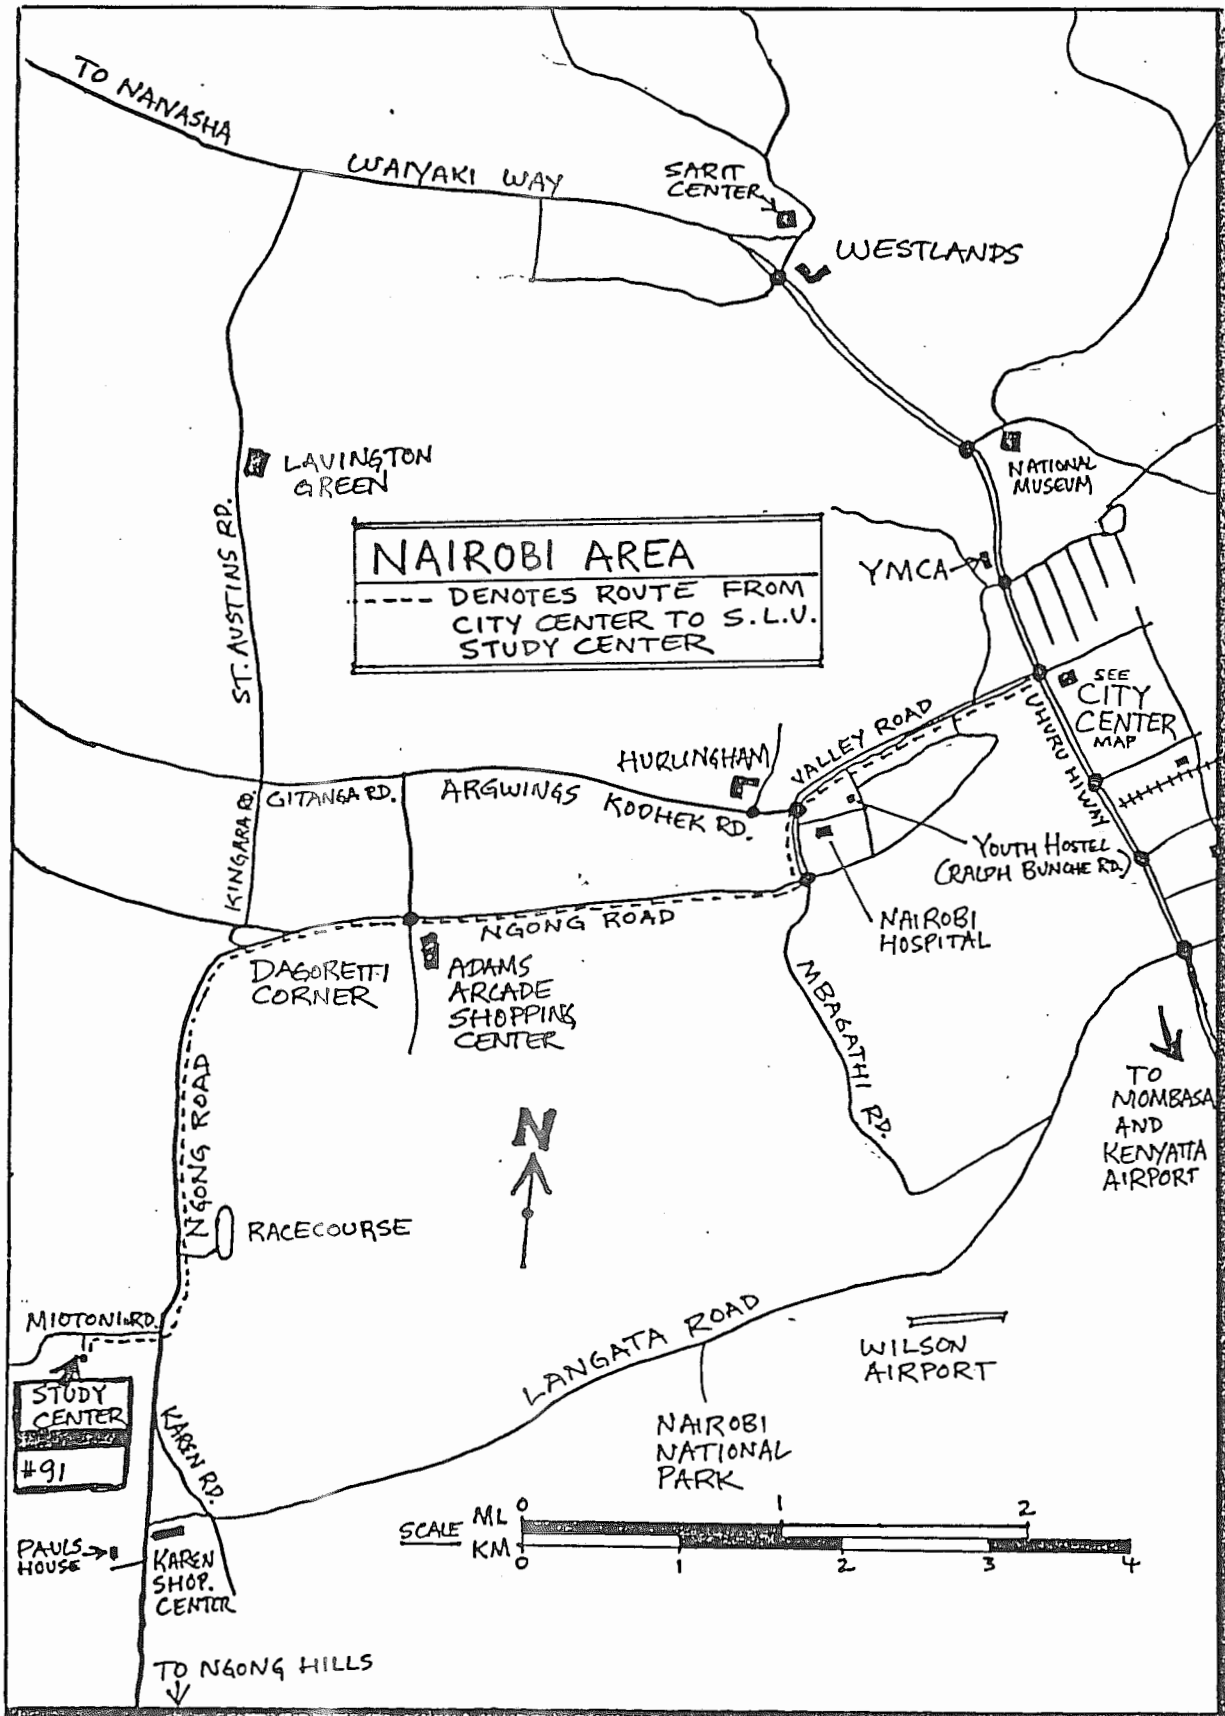 TO NANASHA
WAIYAKI WAY
SARIT
CENTER
WESTLANDS
LAVINGTON
GREEN
NATIONAL
MUSEUM
ST. AUSTINS RD.
NAIROBI AREA
---- DENOTES ROUTE FROM
CITY CENTER TO S.L.U.
STUDY CENTER
YMCA
SEE
CITY
CENTER
MAP
UHURU HIWAY
VALLEY ROAD
HURLINGHAM
GITANGA RD.
ARGWINGS KODHEK RD.
KINGARA RD.
YOUTH HOSTEL
(RALPH BUNCHE RD.)
NAIROBI
HOSPITAL
NGONG ROAD
DAGORETTI
CORNER
ADAMS
ARCADE
SHOPPING
CENTER
MBAGATHI RD.
TO
MOMBASA
AND
KENYATTA
AIRPORT
NGONG ROAD
N
RACECOURSE
MIOTONI RD.
STUDY
CENTER
#91
KAREN RD.
LANGATA ROAD
WILSON
AIRPORT
NAIROBI
NATIONAL
PARK
SCALE
ML 0 1 2
KM 0 1 2 3 4
PAULS
HOUSE
KAREN
SHOP.
CENTER
TO NGONG HILLS